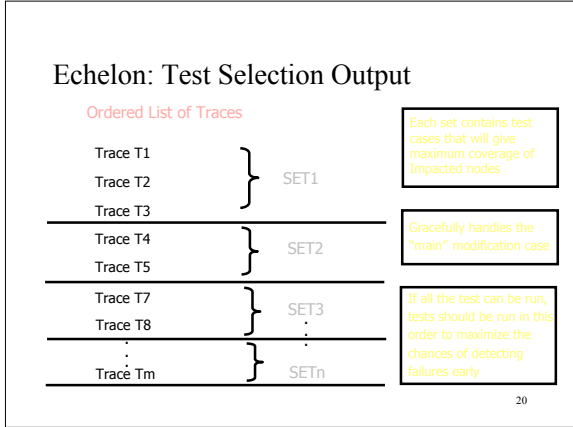 Echelon: Test Selection Output
Ordered List of Traces
Trace T1
Trace T2
Trace T3
SET1
Trace T4
Trace T5
SET2
Trace T7
Trace T8
SET3
Trace Tm
SETn
Each set contains test
cases that will give
maximum coverage of
Impacted nodes
Gracefully handles the
"main" modification case
If all the test can be run,
tests should be run in this
order to maximize the
chances of detecting
failures early
20